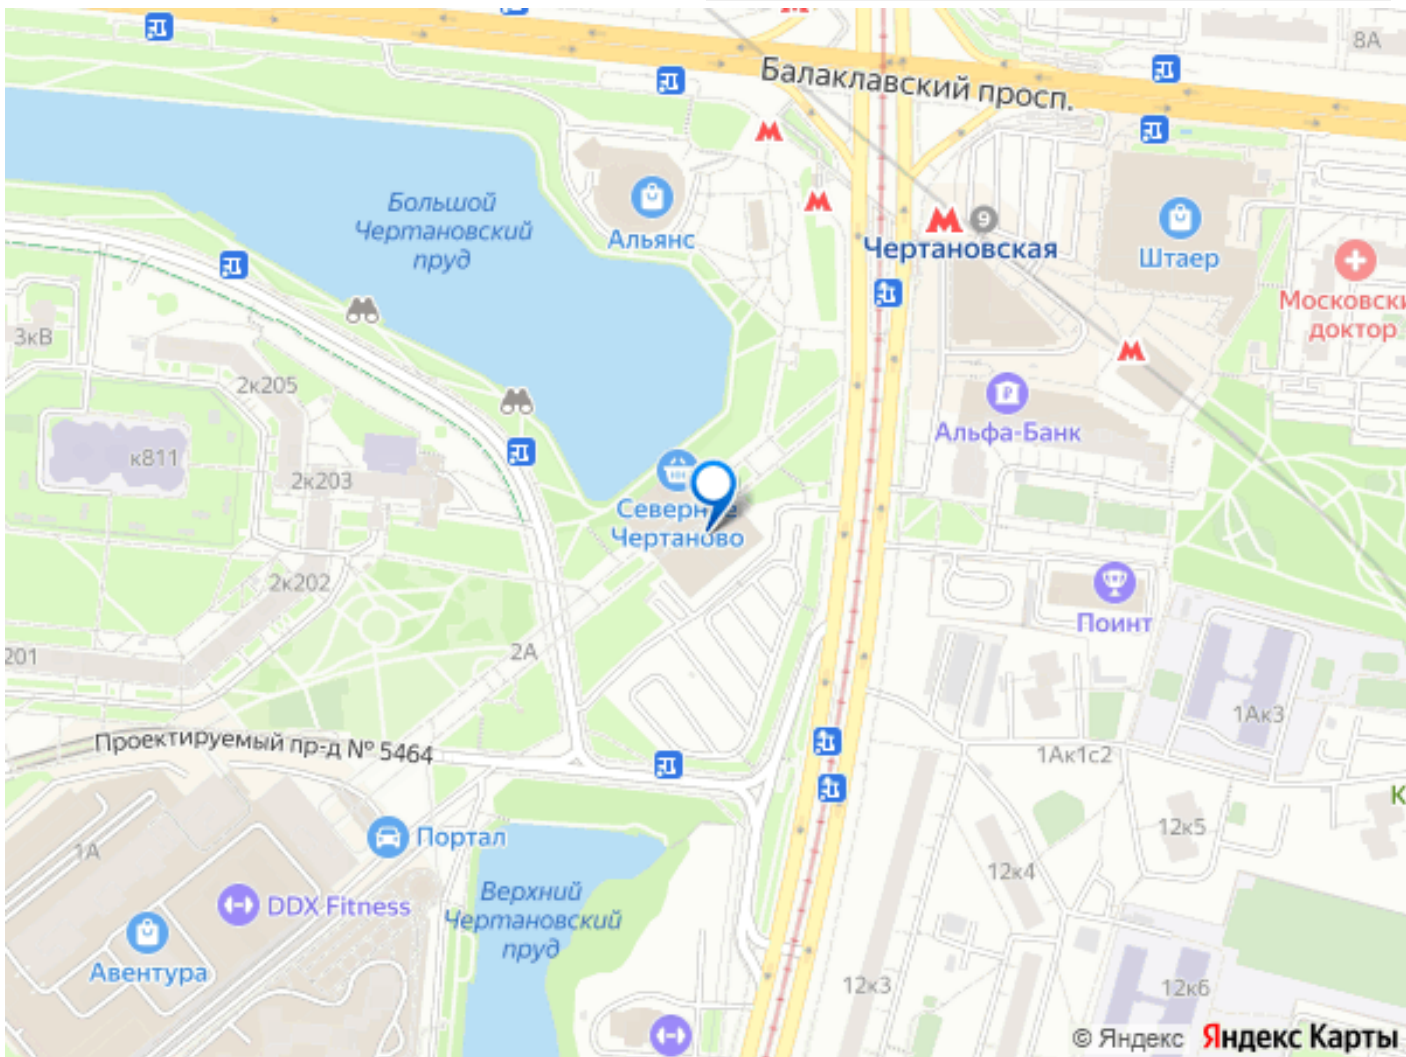 8А
Балаклавский просп.
Большой
Чертановский
пруд
Альянс
9
Чертановская
Штаер
Московски
доктор
3кВ
2к205
Альфа-Банк
к811
2к203
Чертаново
2к202
Поинт
201
2А
1Ак3
Проектируемый пр-д № 5464
1Ак1с2
К
Портал
1А
12к5
12к4
Верхний
Чертановский
пруд
DDX Fitness
Авентура
12к3
12к6
© Яндекс Яндекс Карты